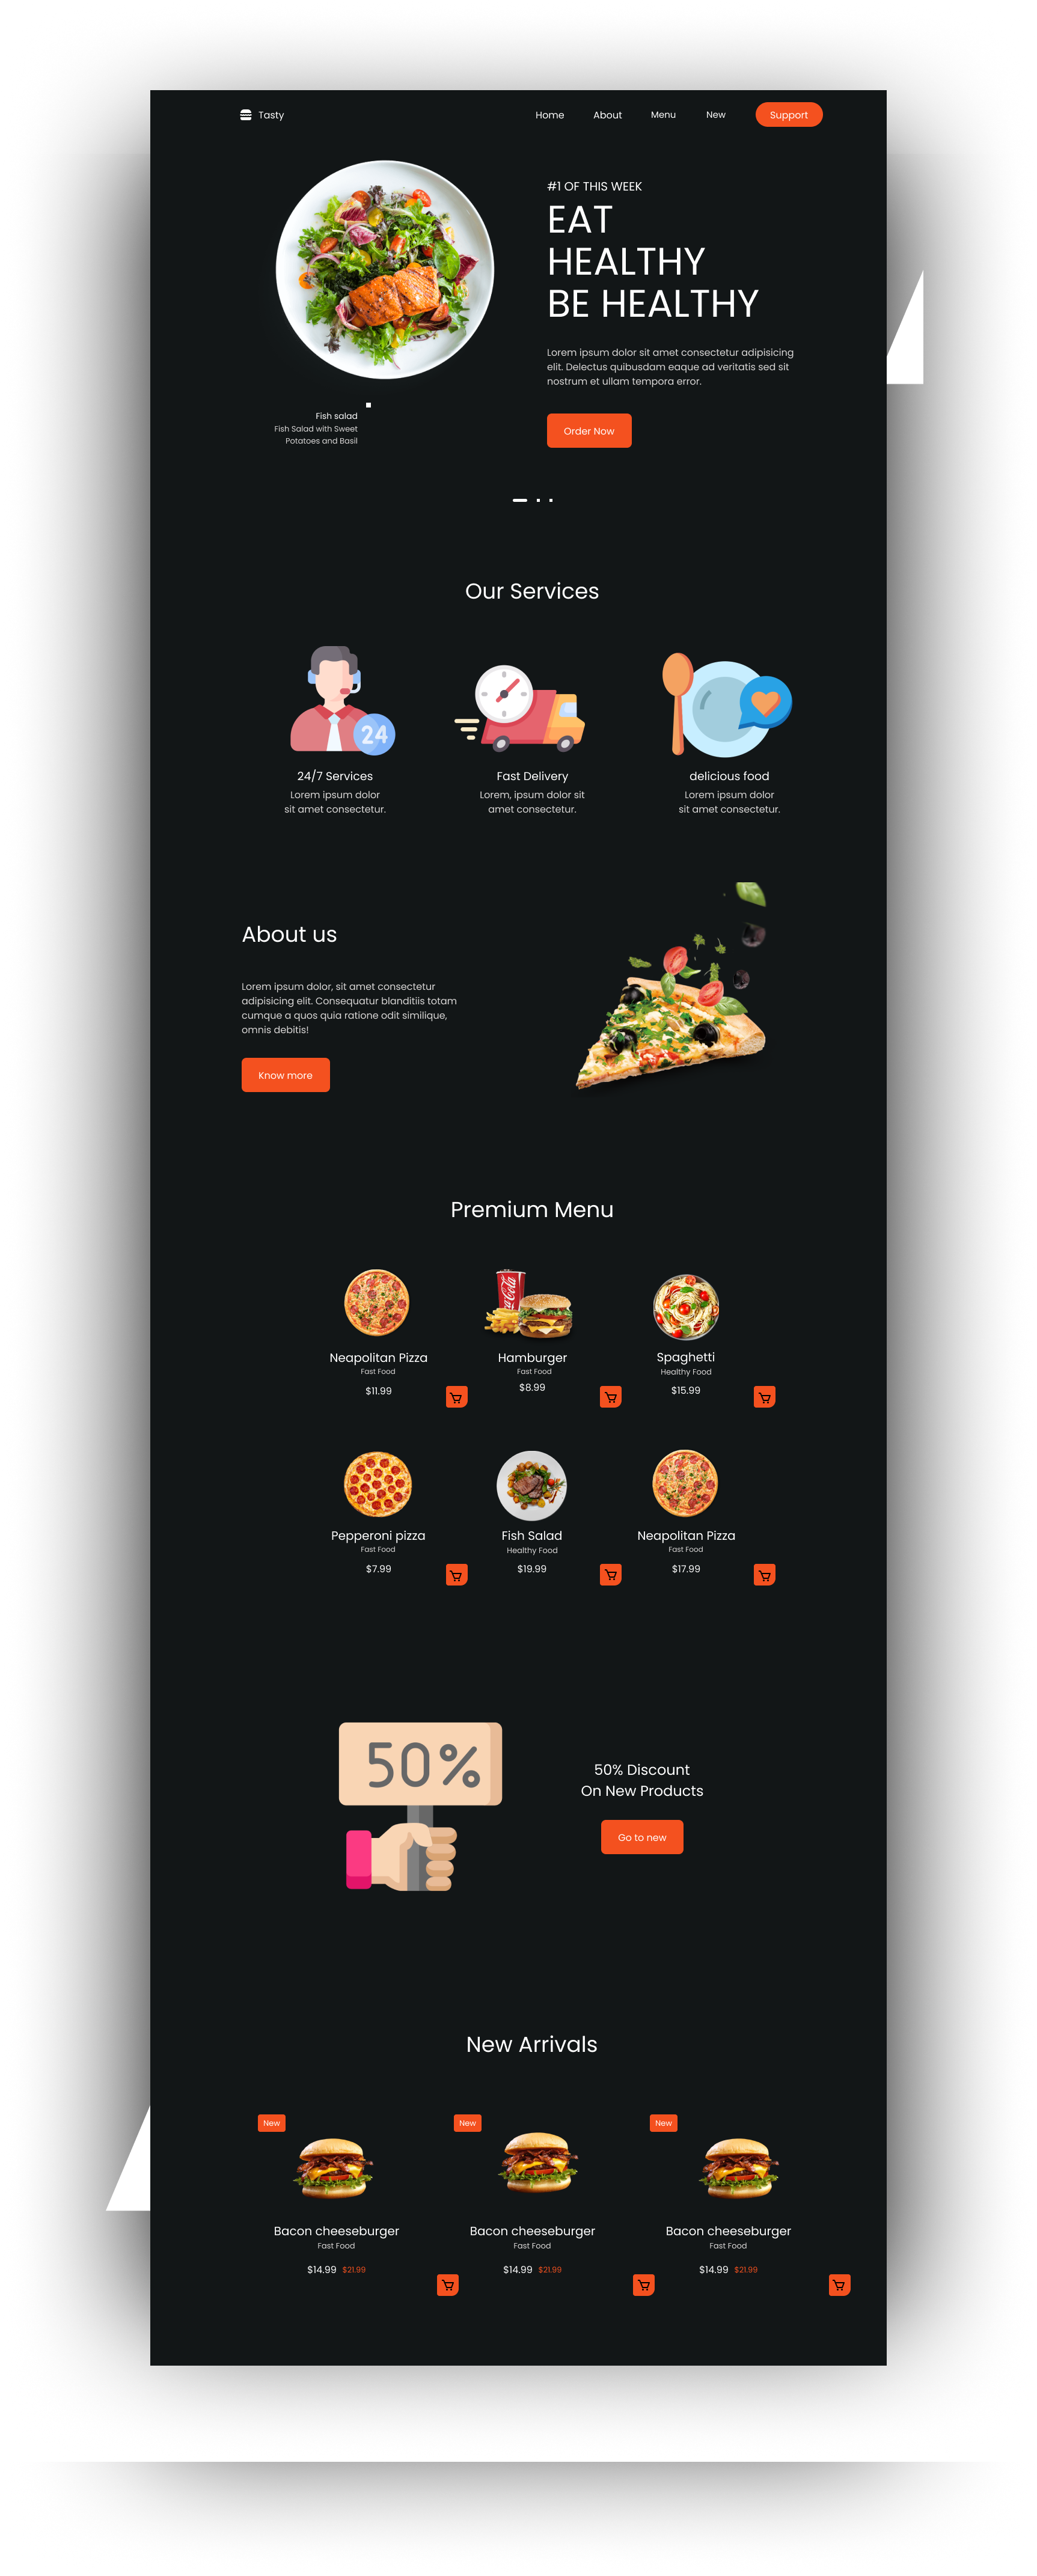 Tasty
Home
About
Menu
New
Support
#1 OF THIS WEEK
EAT
HEALTHY
BE HEALTHY
Lorem ipsum dolor sit amet consectetur adipisicing
elit. Delectus quibusdam eaque ad veritatis sed sit
nostrum et ullam tempora error.
Order Now
Fish salad
Fish Salad with Sweet
Potatoes and Basil
Our Services
24
24/7 Services
Lorem ipsum dolor
sit amet consectetur.
Fast Delivery
Lorem, ipsum dolor sit
amet consectetur.
delicious food
Lorem ipsum dolor
sit amet consectetur.
About us
Lorem ipsum dolor, sit amet consectetur
adipisicing elit. Consequatur blanditiis totam
cumque a quos quia ratione odit similique,
omnis debitis!
Know more
Premium Menu
Neapolitan Pizza
Fast Food
$11.99
Hamburger
Fast Food
$8.99
Spaghetti
Healthy Food
$15.99
Pepperoni pizza
Fast Food
$7.99
Fish Salad
Healthy Food
$19.99
Neapolitan Pizza
Fast Food
$17.99
50%
50% Discount
On New Products
Go to new
New Arrivals
New
Bacon cheeseburger
Fast Food
$14.99 $21.99
New
Bacon cheeseburger
Fast Food
$14.99 $21.99
New
Bacon cheeseburger
Fast Food
$14.99 $21.99